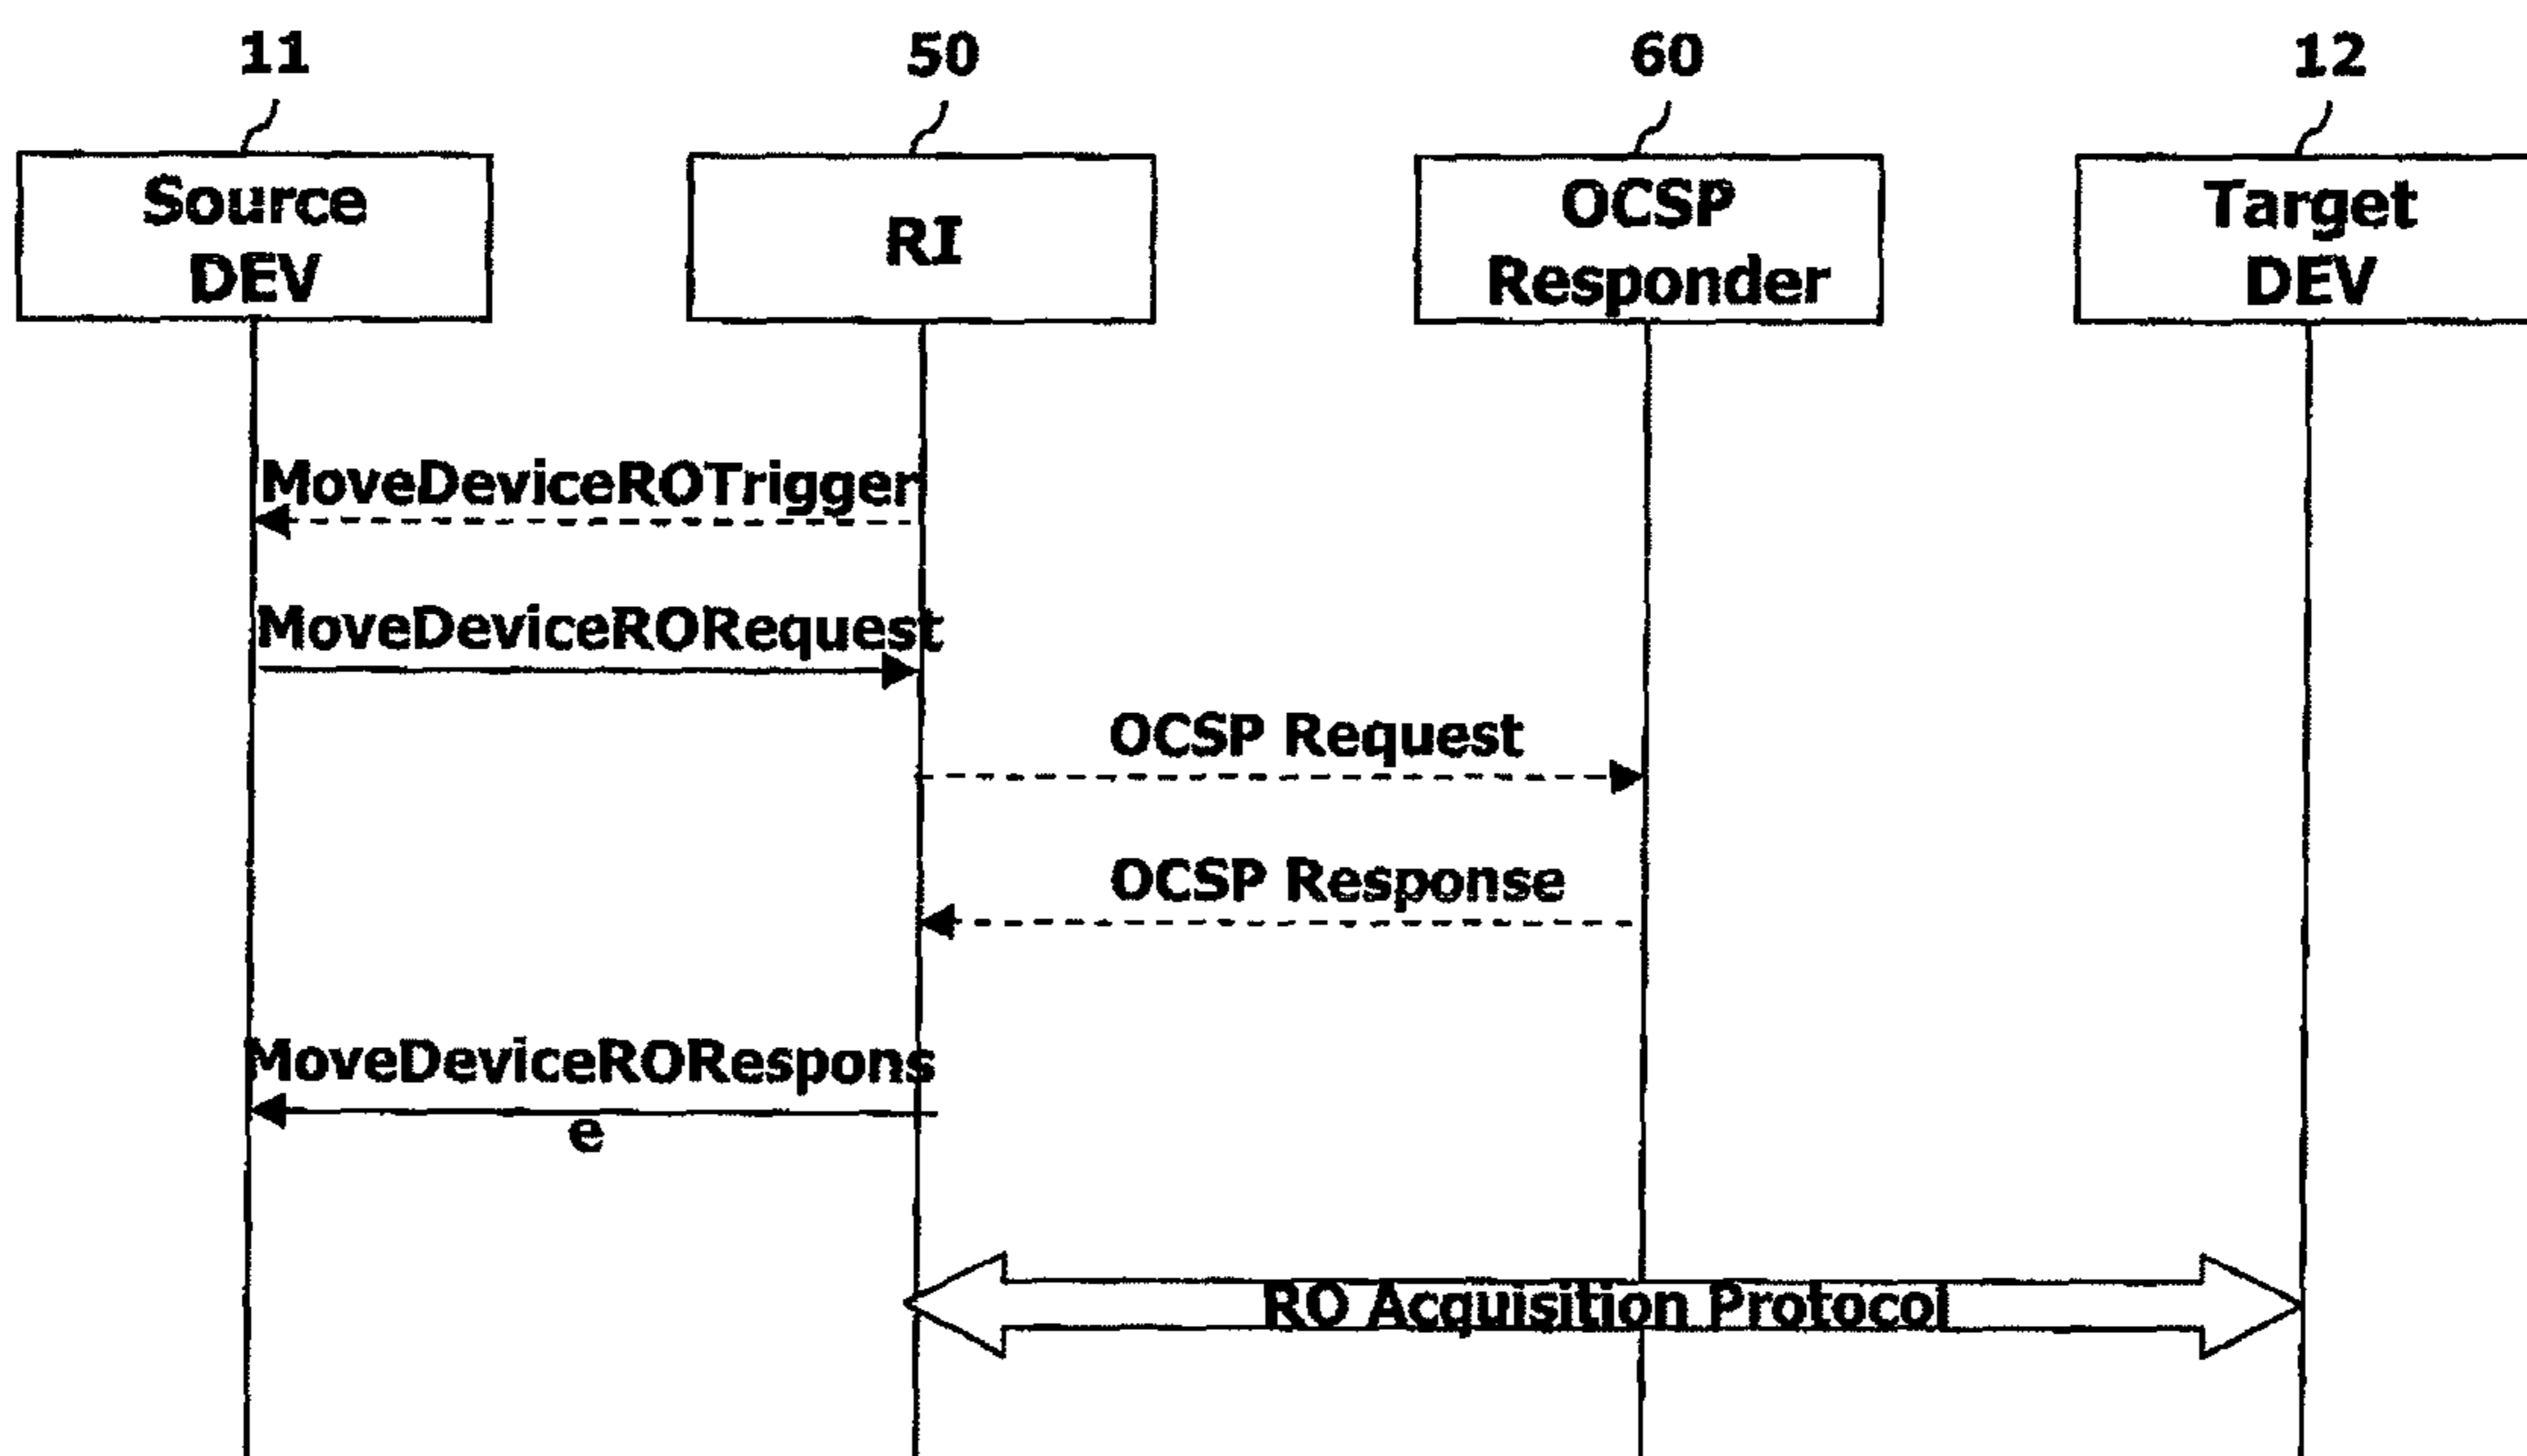 11
50
60
12
Source
DEV
RI
OCSP
Responder
Target
DEV
MoveDeviceROTrigger
MoveDeviceRORequest
OCSP Request
OCSP Response
MoveDeviceRORespons
e
RO Acquisition Protocol